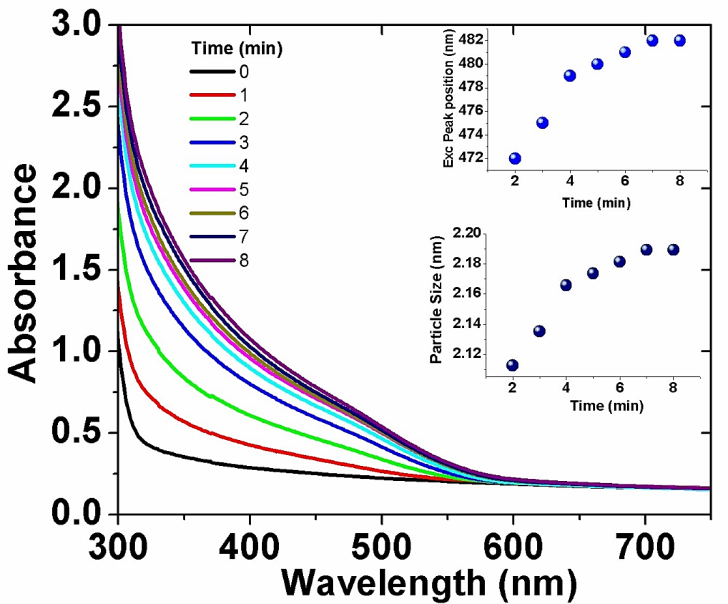 3.0
2.5
2.0
1.5
1.0
0.5
0.0
Absorbance
300 400 500 600 700
Wavelength (nm)
Time (min)
0
1
2
3
4
5
6
7
8
Exc Peak position (nm)
482
480
478
476
474
472
2 4 6 8
Time (min)
Particle Size (nm)
2.20
2.18
2.16
2.14
2.12
2 4 6 8
Time (min)